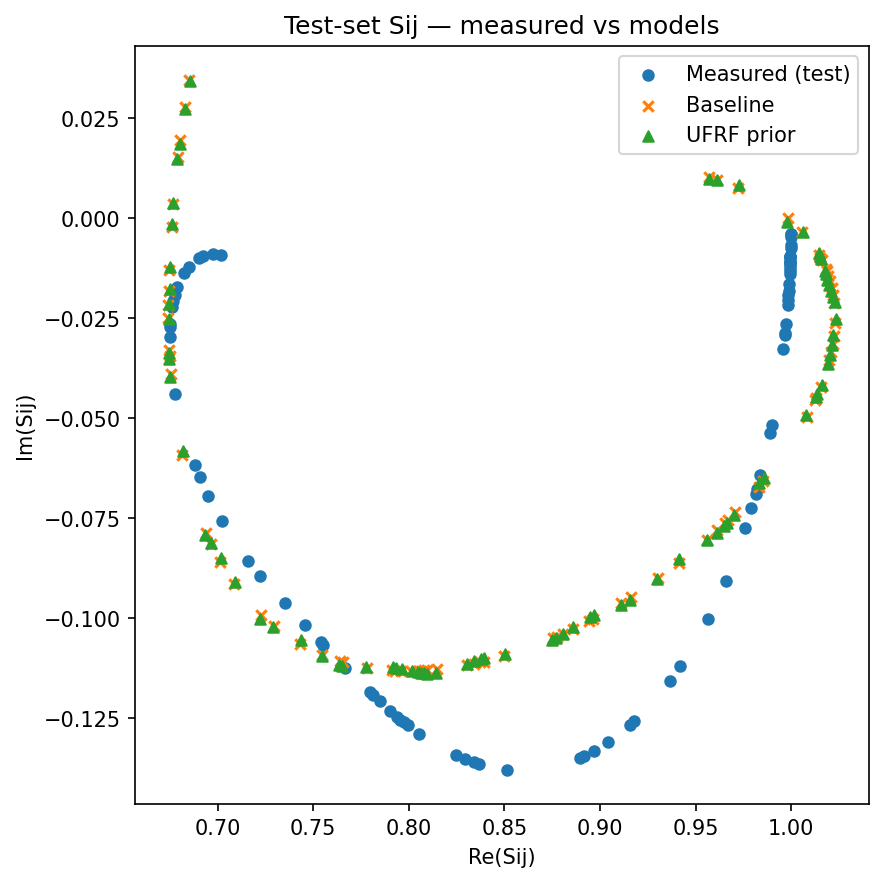 Test-set Sij — measured vs models
Measured (test)
Baseline
UFRF prior
Im(Sij)
0.025
0.000
−0.025
−0.050
−0.075
−0.100
−0.125
0.70 0.75 0.80 0.85 0.90 0.95 1.00
Re(Sij)